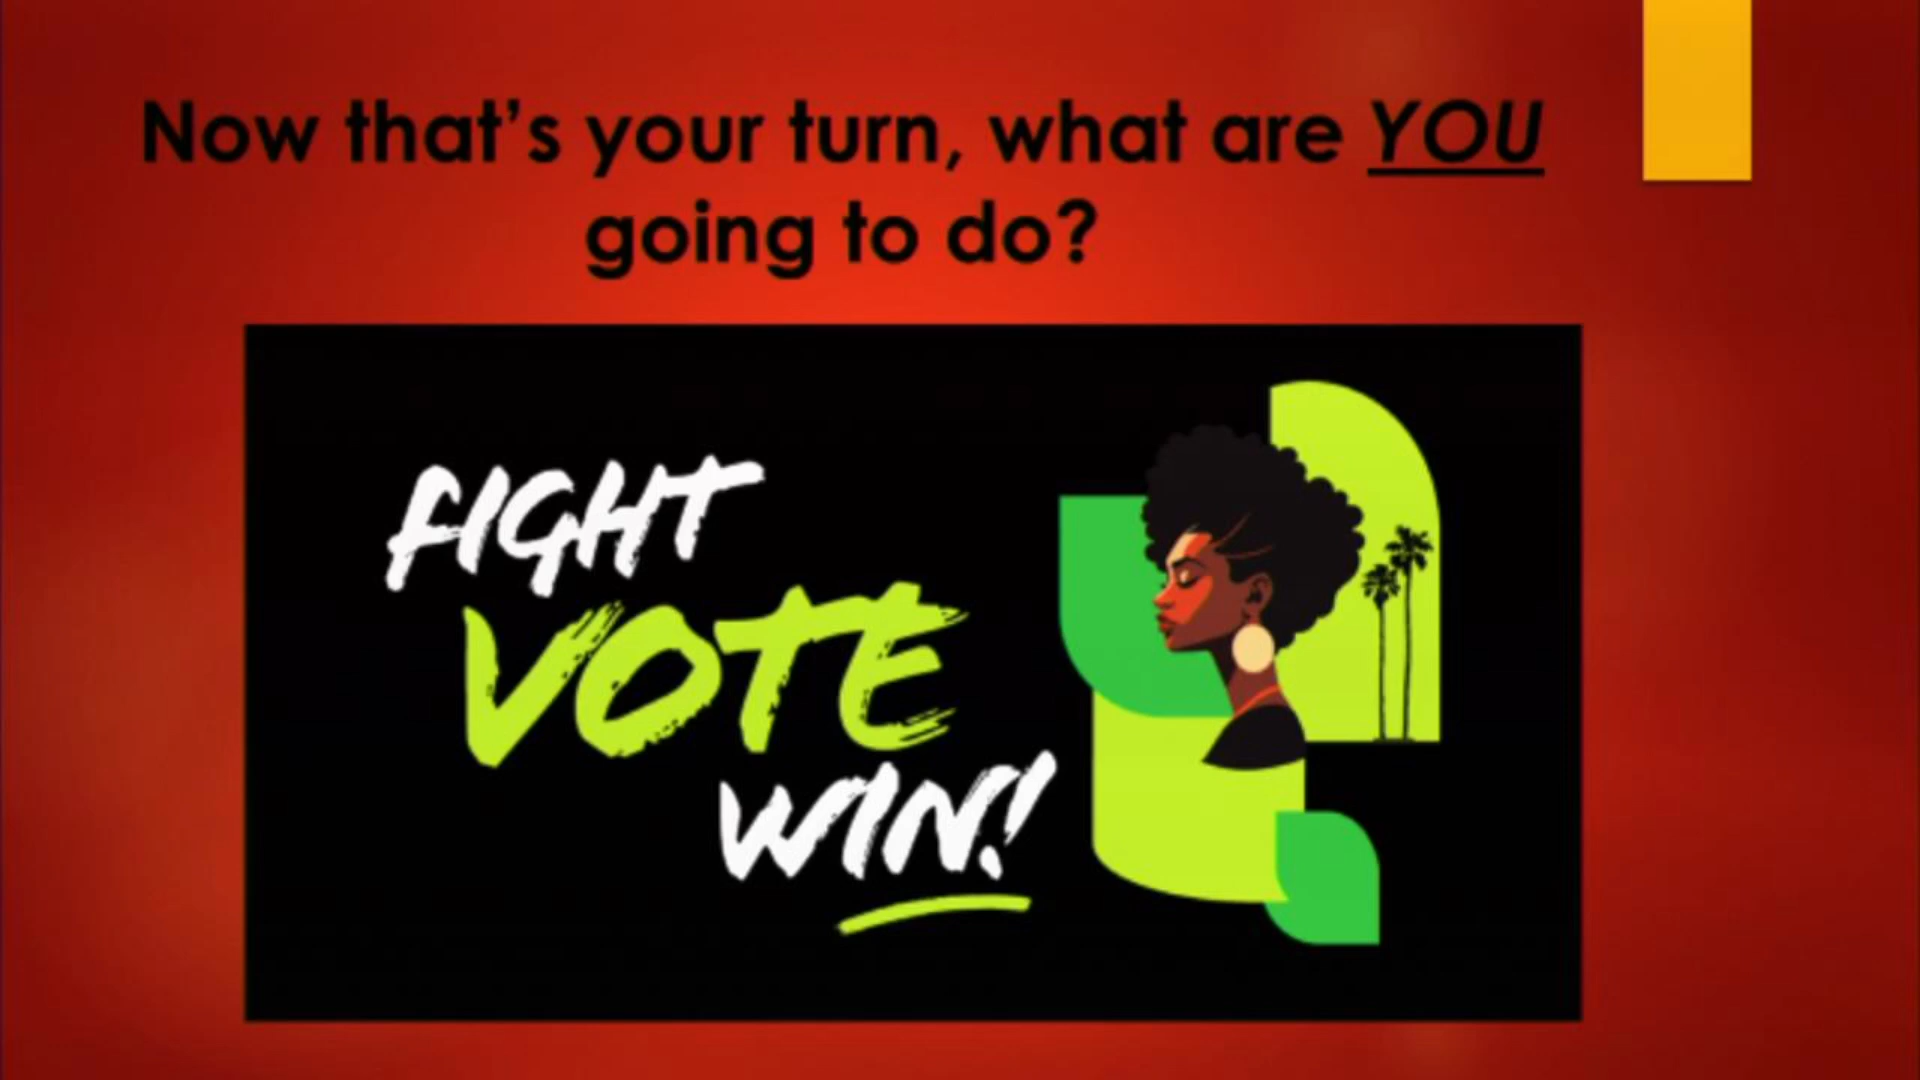 Now that’s your turn, what are YOU
going to do?
FIGHT
VOTE
WIN!